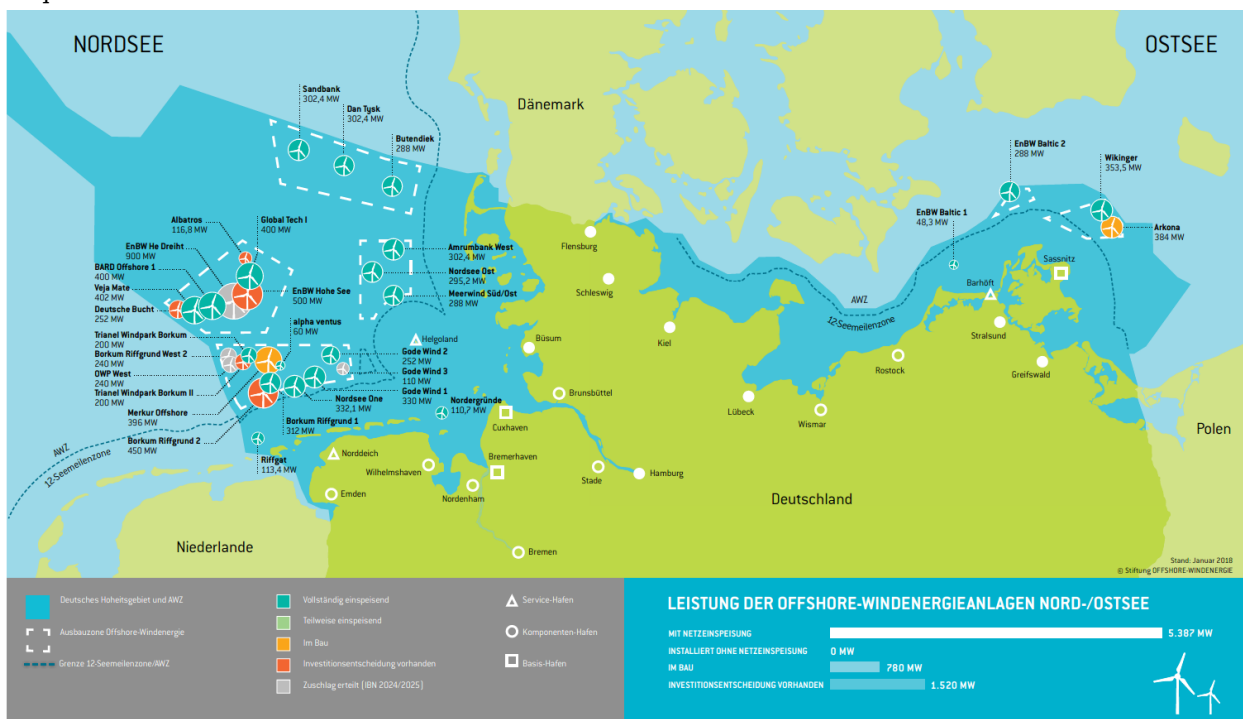 NORDSEE
OSTSEE
Dänemark
Sandbank
302,4 MW
Dan Tysk
302,4 MW
Butendiek
288 MW
EnBW Baltic 2
288 MW
Wikinger
353,5 MW
EnBW Baltic 1
48,3 MW
Arkona
384 MW
Albatros
116,8 MW
Global Tech I
400 MW
EnBW He Dreiht
900 MW
BARD Offshore 1
400 MW
Veja Mate
402 MW
Deutsche Bucht
252 MW
EnBW Hohe See
500 MW
Amrumbank West
302,4 MW
Nordsee Ost
295,2 MW
Meerwind Süd/Ost
288 MW
Flensburg
Schleswig
Sassnitz
Barhöft
AWZ
12-Seemeilenzone
Trianel Windpark Borkum
200 MW
alpha ventus
60 MW
Borkum Riffgrund West 2
240 MW
OWP West
240 MW
Trianel Windpark Borkum II
200 MW
Merkur Offshore
396 MW
Borkum Riffgrund 2
450 MW
Gode Wind 2
252 MW
Gode Wind 3
110 MW
Gode Wind 1
330 MW
Nordsee One
332,1 MW
Borkum Riffgrund 1
312 MW
Nordergründe
110,7 MW
Riffgat
113,4 MW
Helgoland
Büsum
Kiel
Stralsund
Rostock
Greifswald
Brunsbüttel
Lübeck
Wismar
Cuxhaven
AWZ
12-Seemeilenzone
Norddeich
Wilhelmshaven
Bremerhaven
Stade
Hamburg
Emden
Nordenham
Bremen
Polen
Deutschland
Niederlande
Stand: Januar 2018
© Stiftung OFFSHORE-WINDENERGIE
Deutsches Hoheitsgebiet und AWZ
Ausbauzone Offshore-Windenergie
Grenze 12-Seemeilenzone/AWZ
Vollständig einspeisend
Teilweise einspeisend
Im Bau
Investitionsentscheidung vorhanden
Zuschlag erteilt (IBN 2024/2025)
Service-Hafen
Komponenten-Hafen
Basis-Hafen
LEISTUNG DER OFFSHORE-WINDENERGIEANLAGEN NORD-/OSTSEE
MIT NETZEINSPEISUNG 5.387 MW
INSTALLIERT OHNE NETZEINSPEISUNG 0 MW
IM BAU 780 MW
INVESTITIONSENTSCHEIDUNG VORHANDEN 1.520 MW